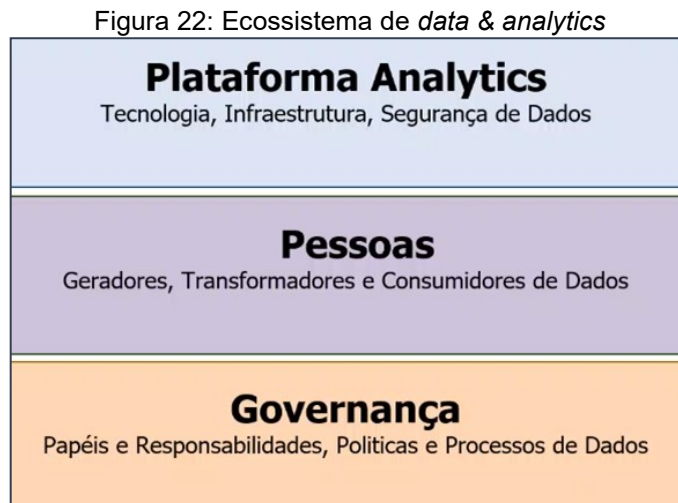 Figura 22: Ecossistema de data & analytics
Plataforma Analytics
Tecnologia, Infraestrutura, Segurança de Dados
Pessoas
Geradores, Transformadores e Consumidores de Dados
Governança
Papéis e Responsabilidades, Politicas e Processos de Dados